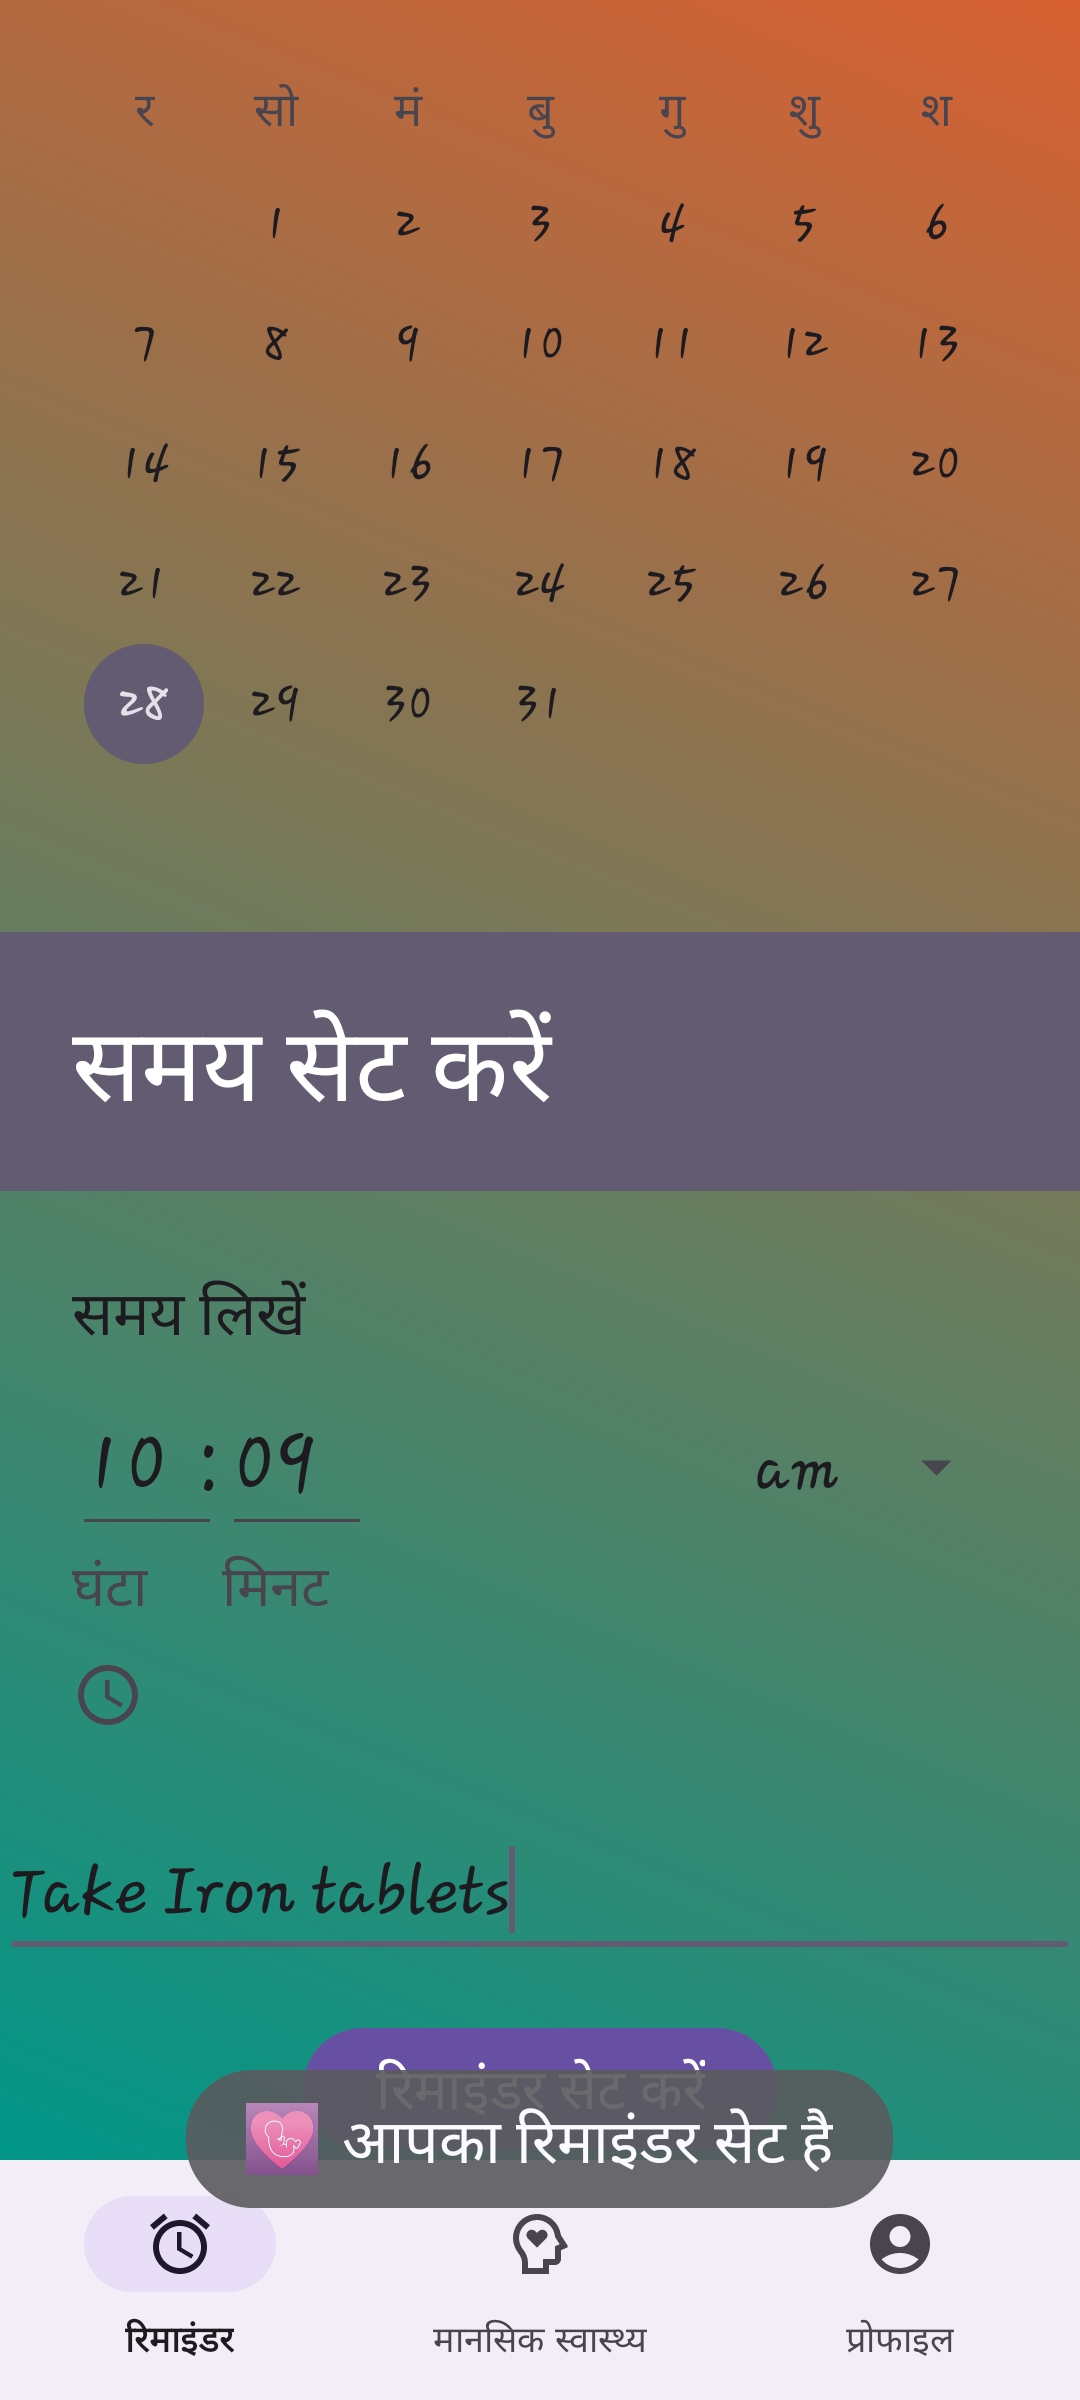 र सो मं बु गु शु श
1 2 3 4 5 6
7 8 9 10 11 12 13
14 15 16 17 18 19 20
21 22 23 24 25 26 27
28 29 30 31
समय सेट करें
समय लिखें
10 : 09 am
घंटा मिनट
Take Iron tablets
रिमाइंडर सेट करें
आपका रिमाइंडर सेट है
रिमाइंडर मानसिक स्वास्थ्य प्रोफाइल